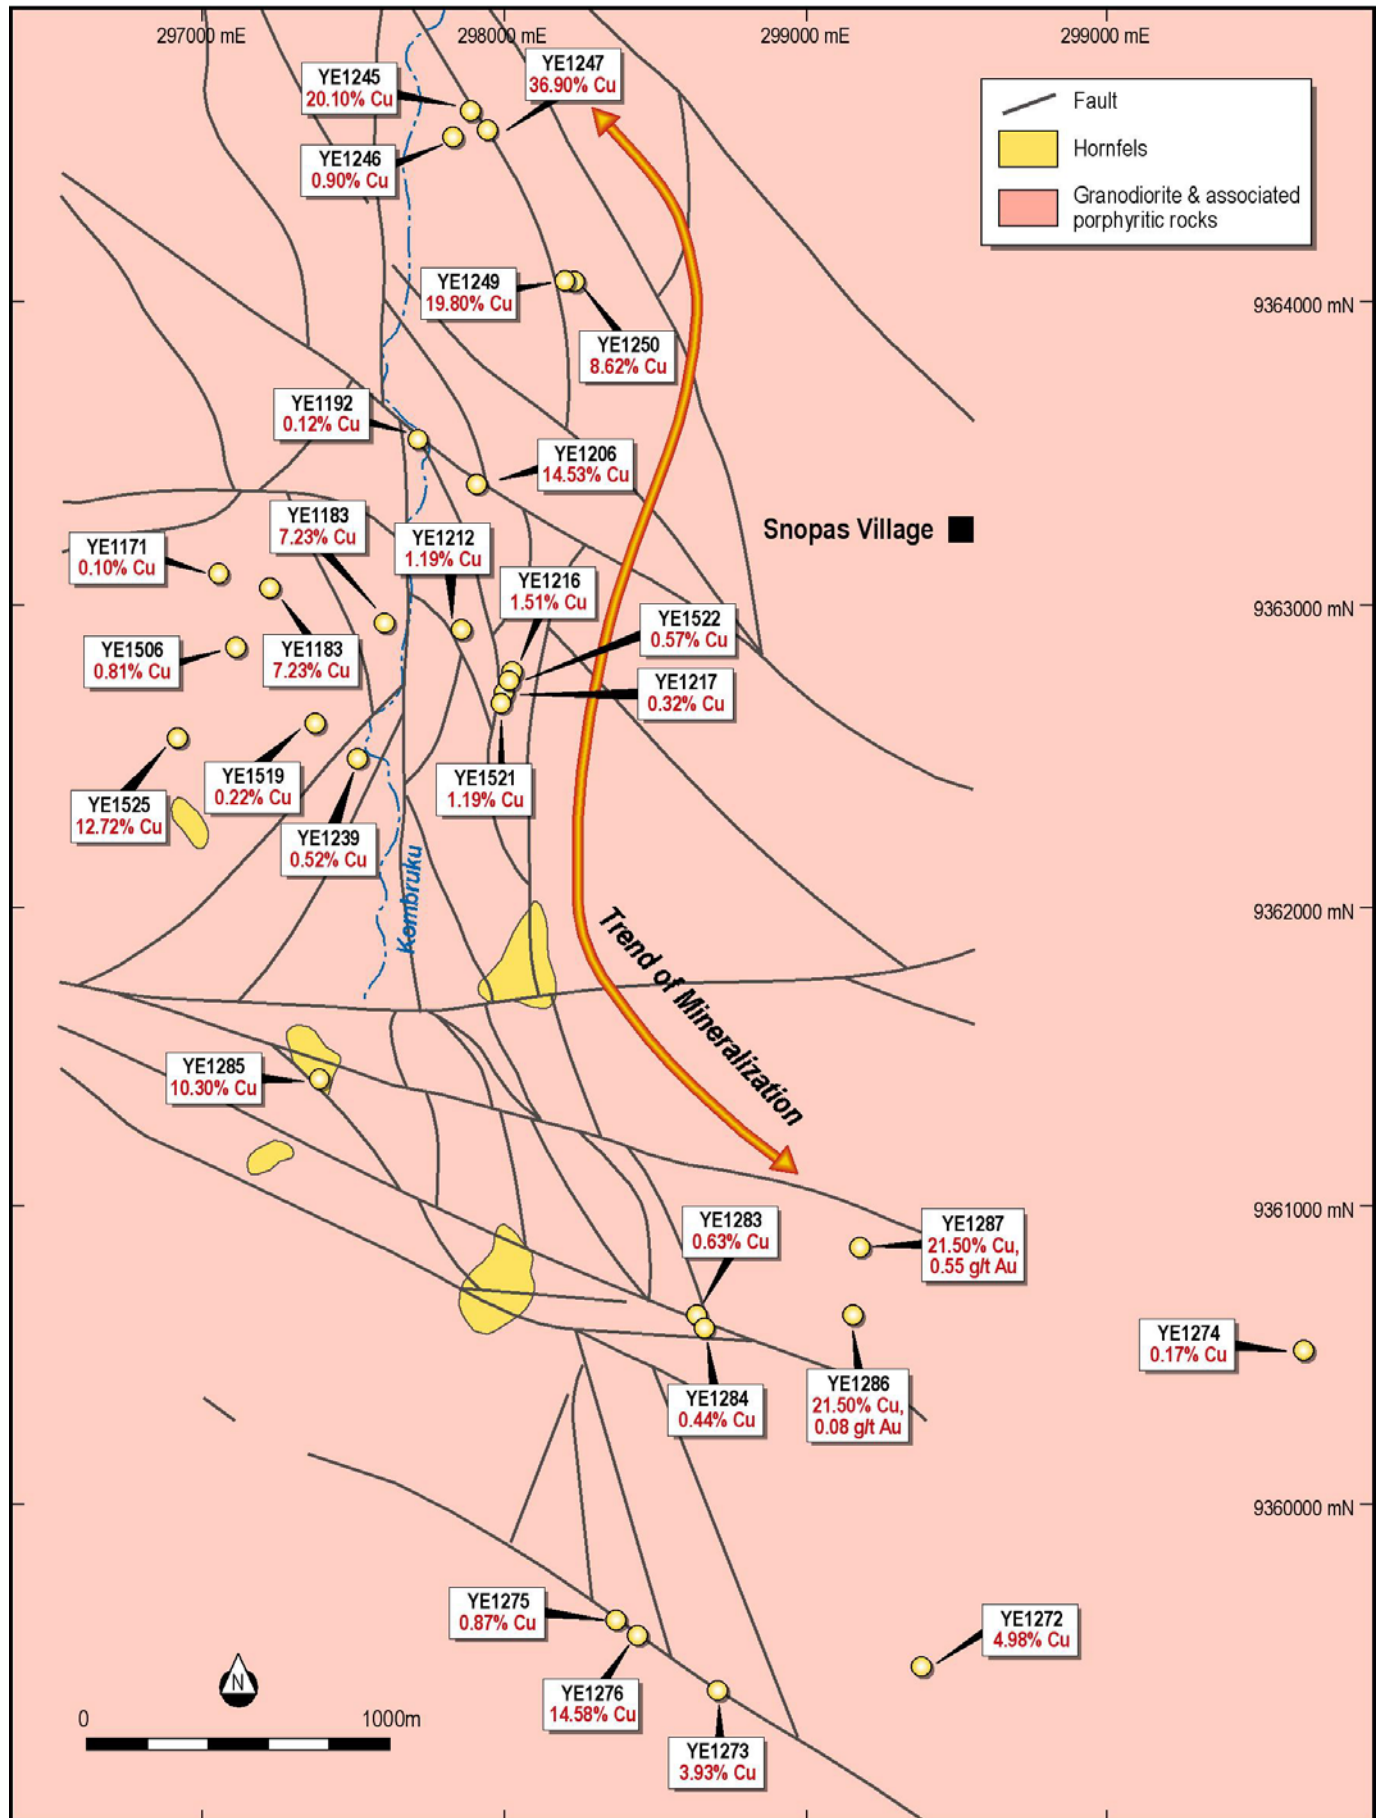 297000 mE
298000 mE
299000 mE
299000 mE
YE1245
20.10% Cu
YE1247
36.90% Cu
YE1246
0.90% Cu
Fault
Hornfels
Granodiorite & associated
porphyritic rocks
YE1249
19.80% Cu
YE1250
8.62% Cu
9364000 mN
YE1192
0.12% Cu
YE1206
14.53% Cu
YE1183
7.23% Cu
YE1212
1.19% Cu
Snopas Village
YE1171
0.10% Cu
YE1216
1.51% Cu
9363000 mN
YE1522
0.57% Cu
YE1506
0.81% Cu
YE1183
7.23% Cu
YE1217
0.32% Cu
YE1519
0.22% Cu
YE1521
1.19% Cu
YE1525
12.72% Cu
YE1239
0.52% Cu
Kombruku
9362000 mN
Trend of Mineralization
YE1285
10.30% Cu
9361000 mN
YE1283
0.63% Cu
YE1287
21.50% Cu,
0.55 g/t Au
YE1274
0.17% Cu
YE1284
0.44% Cu
YE1286
21.50% Cu,
0.08 g/t Au
9360000 mN
YE1275
0.87% Cu
YE1272
4.98% Cu
YE1276
14.58% Cu
YE1273
3.93% Cu
N
0
1000m